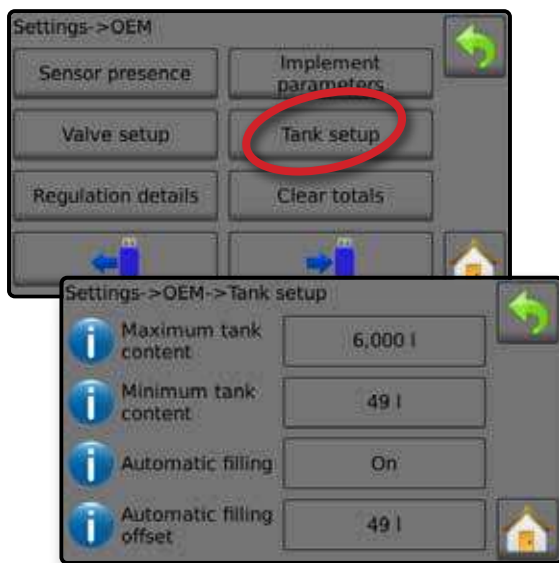 Settings->OEM
Sensor presence
Implement
parameters
Valve setup
Tank setup
Regulation details
Clear totals
Settings->OEM->Tank setup
Maximum tank
content
6,000 l
Minimum tank
content
49 l
Automatic filling
On
Automatic filling
offset
49 l